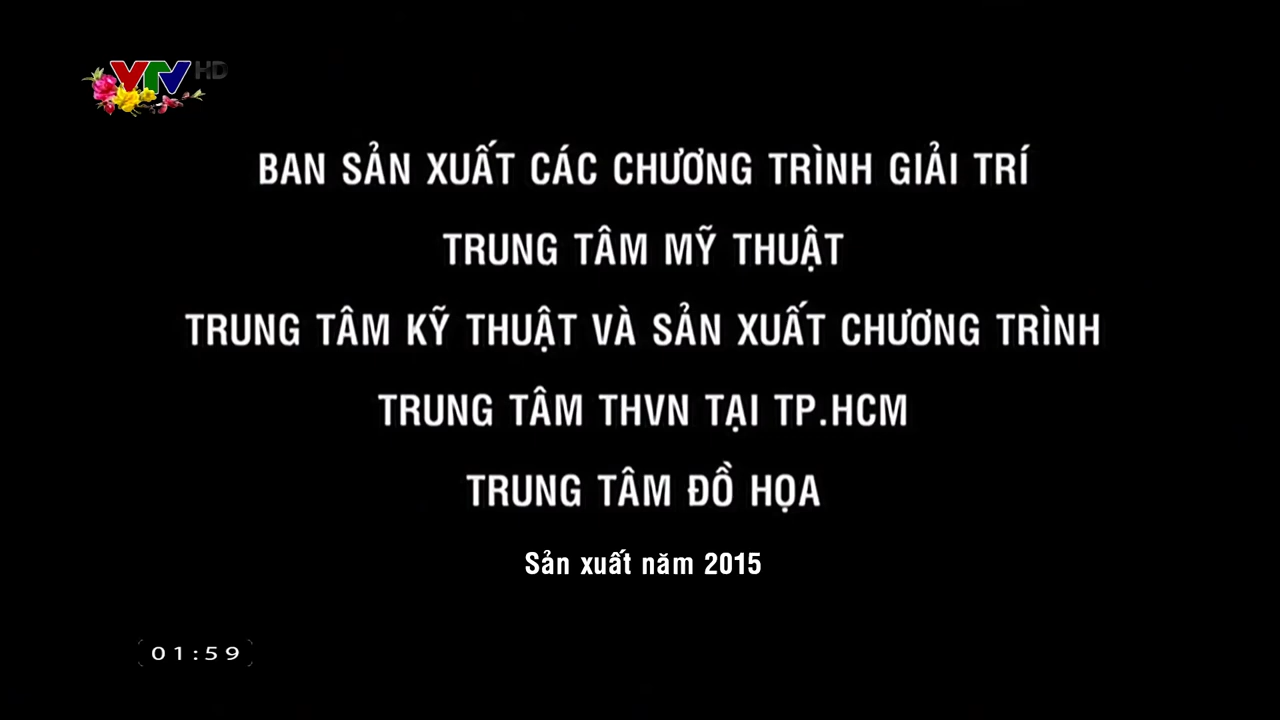 VTV HD
BAN SẢN XUẤT CÁC CHƯƠNG TRÌNH GIẢI TRÍ
TRUNG TÂM MỸ THUẬT
TRUNG TÂM KỸ THUẬT VÀ SẢN XUẤT CHƯƠNG TRÌNH
TRUNG TÂM THVN TẠI TP.HCM
TRUNG TÂM ĐỒ HỌA
Sản xuất năm 2015
01:59